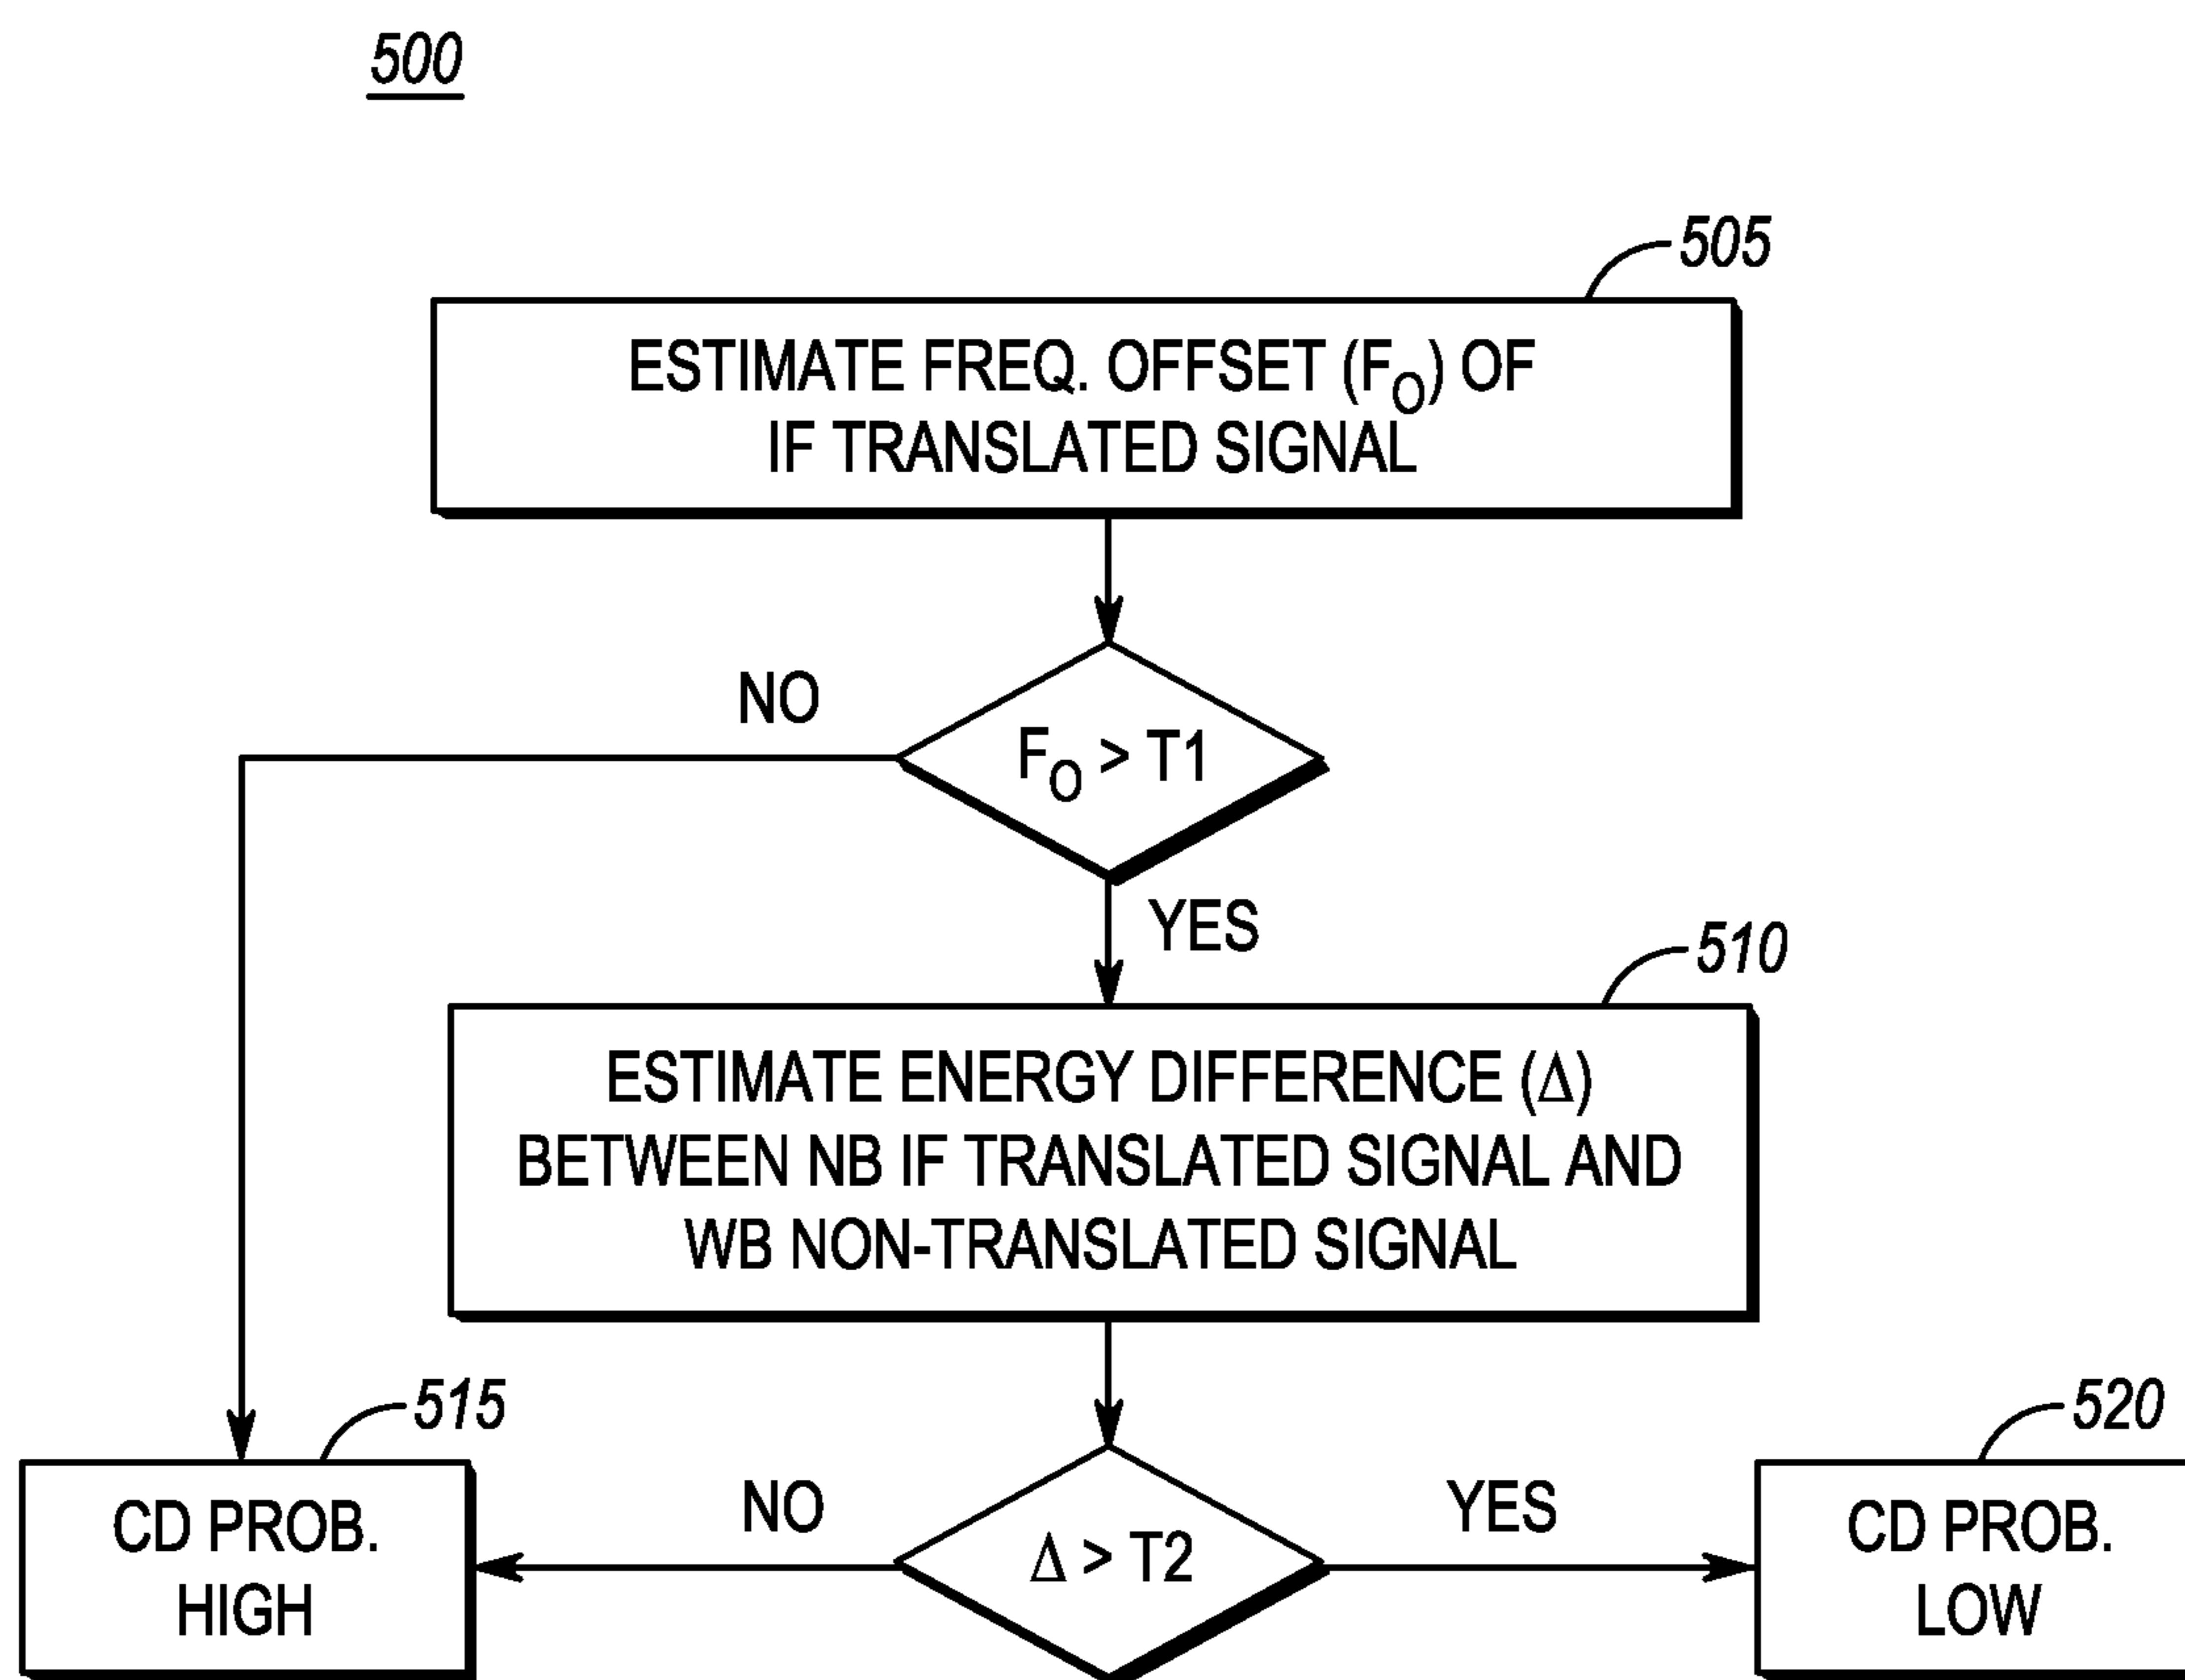 500
505
ESTIMATE FREQ. OFFSET (FO) OF
IF TRANSLATED SIGNAL
NO
FO > T1
YES
510
ESTIMATE ENERGY DIFFERENCE (Δ)
BETWEEN NB IF TRANSLATED SIGNAL AND
WB NON-TRANSLATED SIGNAL
515
520
CD PROB.
HIGH
NO
Δ > T2
YES
CD PROB.
LOW